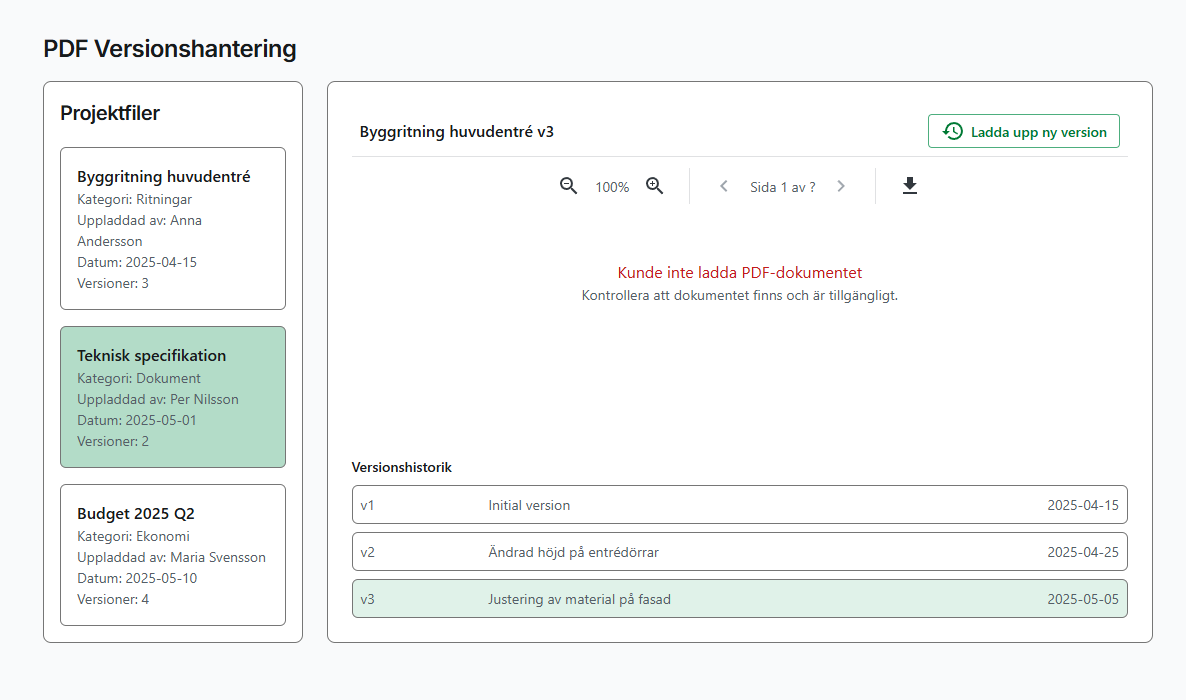 PDF Versionshantering
Projektfiler
Byggritning huvudentré
Kategori: Ritningar
Uppladdad av: Anna
Andersson
Datum: 2025-04-15
Versioner: 3
Teknisk specifikation
Kategori: Dokument
Uppladdad av: Per Nilsson
Datum: 2025-05-01
Versioner: 2
Budget 2025 Q2
Kategori: Ekonomi
Uppladdad av: Maria Svensson
Datum: 2025-05-10
Versioner: 4
Byggritning huvudentré v3
Ladda upp ny version
100%
Sida 1 av ?
Kunde inte ladda PDF-dokumentet
Kontrollera att dokumentet finns och är tillgängligt.
Versionshistorik
v1 Initial version 2025-04-15
v2 Ändrad höjd på entrédörrar 2025-04-25
v3 Justering av material på fasad 2025-05-05